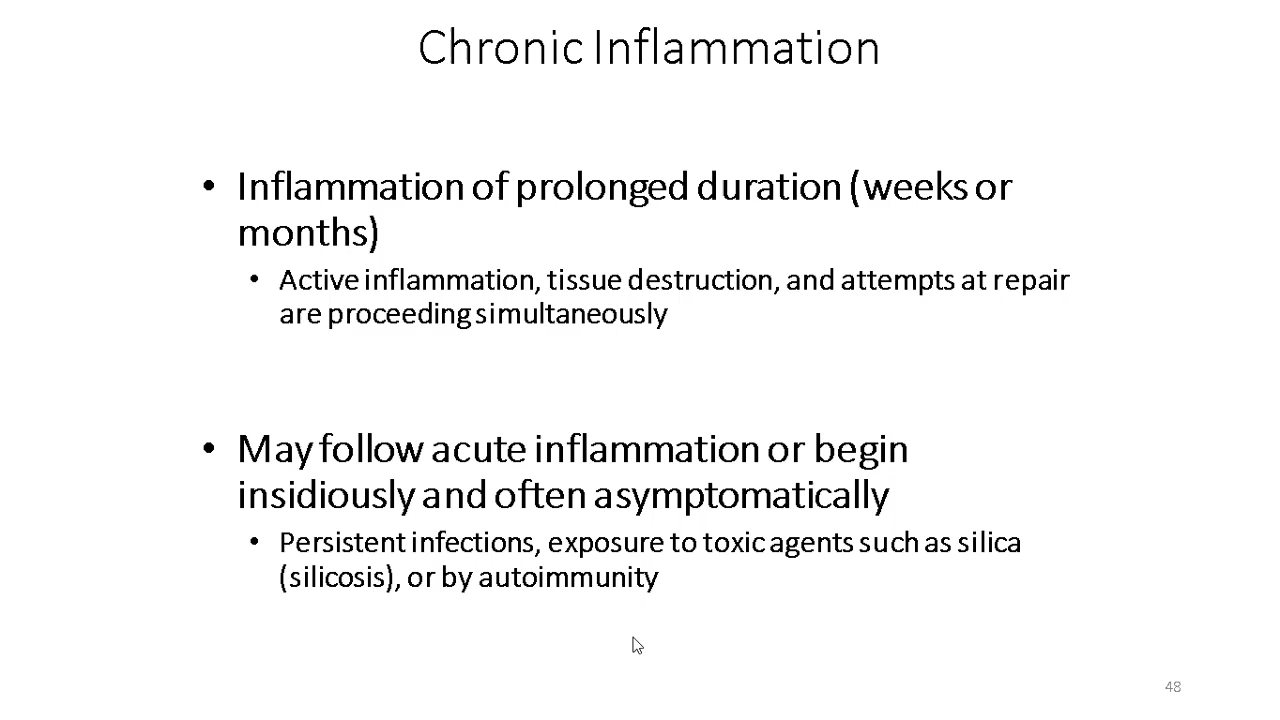 Chronic Inflammation
• Inflammation of prolonged duration (weeks or
months)
• Active inflammation, tissue destruction, and attempts at repair
are proceeding simultaneously
• May follow acute inflammation or begin
insidiously and often asymptomatically
• Persistent infections, exposure to toxic agents such as silica
(silicosis), or by autoimmunity
48